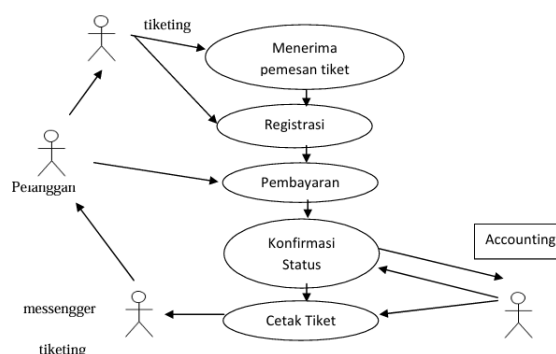 tiketing
Menerima
pemesan tiket
Registrasi
Pelanggan
Pembayaran
Konfirmasi
Status
Accounting
messengger
Cetak Tiket
tiketing